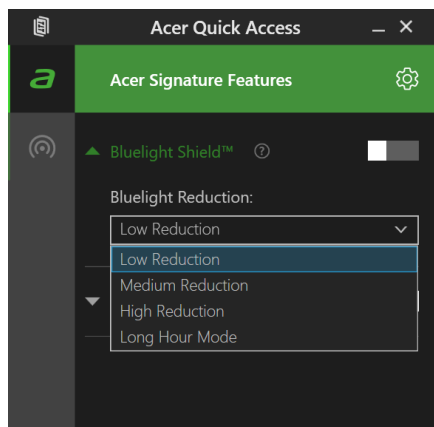 Acer Quick Access
a
Acer Signature Features
Bluelight Shield™
?
Bluelight Reduction:
Low Reduction
Low Reduction
Medium Reduction
High Reduction
Long Hour Mode